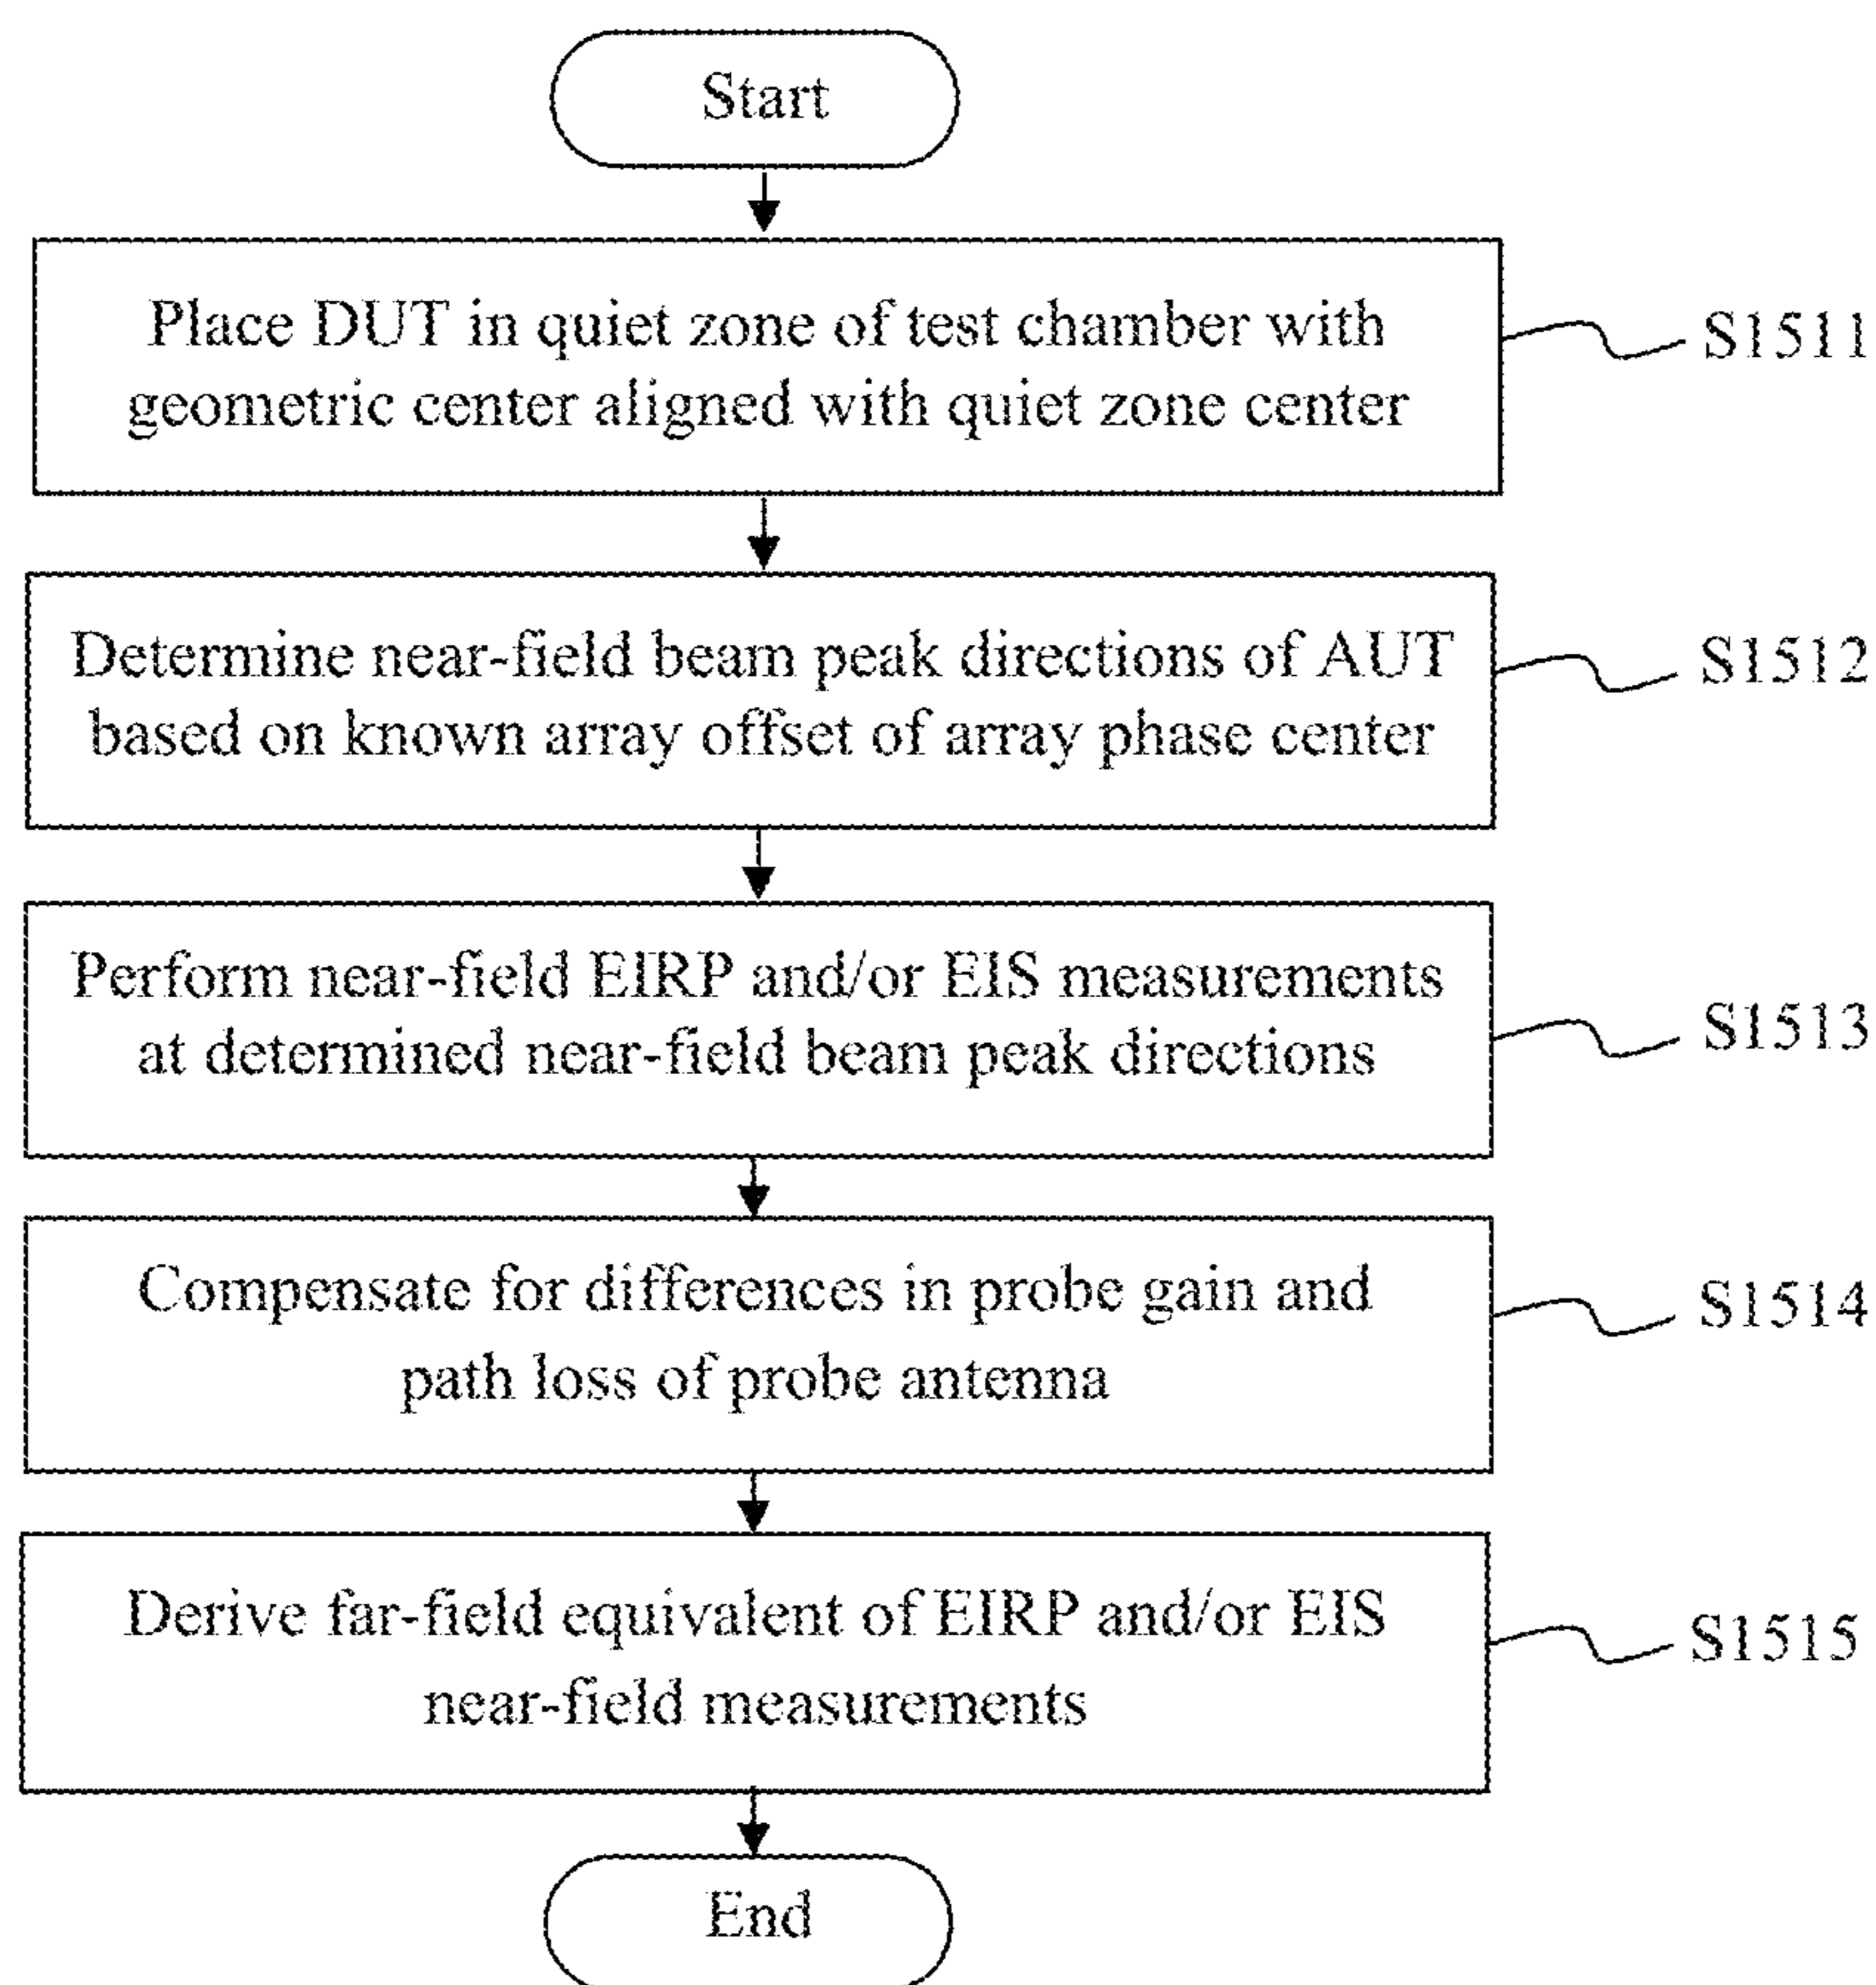 Start
Place DUT in quiet zone of test chamber with
geometric center aligned with quiet zone center
S1511
Determine near-field beam peak directions of AUT
based on known array offset of array phase center
S1512
Perform near-field EIRP and/or EIS measurements
at determined near-field beam peak directions
S1513
Compensate for differences in probe gain and
path loss of probe antenna
S1514
Derive far-field equivalent of EIRP and/or EIS
near-field measurements
S1515
End